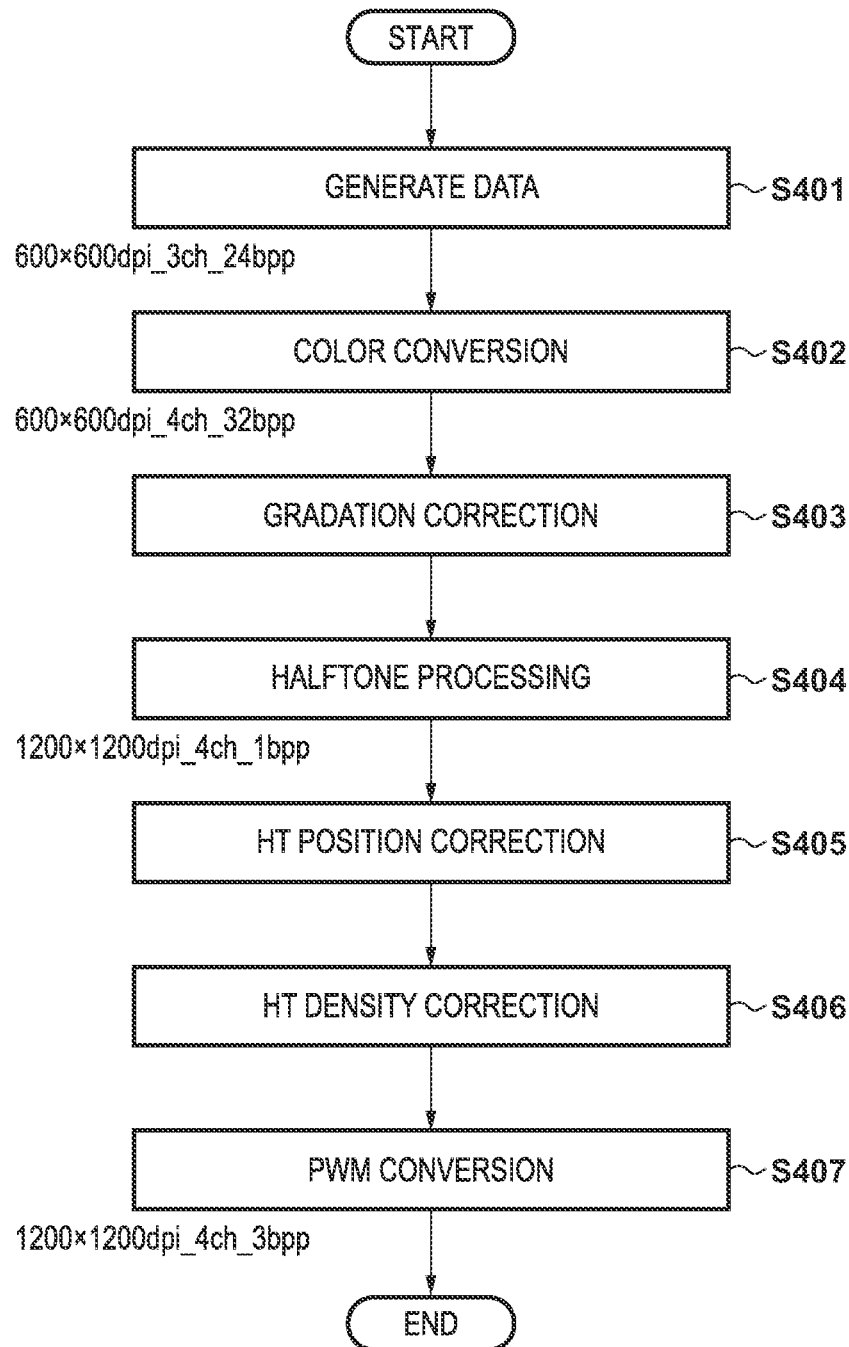 START
GENERATE DATA
S401
600×600dpi_3ch_24bpp
COLOR CONVERSION
S402
600×600dpi_4ch_32bpp
GRADATION CORRECTION
S403
HALFTONE PROCESSING
S404
1200×1200dpi_4ch_1bpp
HT POSITION CORRECTION
S405
HT DENSITY CORRECTION
S406
PWM CONVERSION
S407
1200×1200dpi_4ch_3bpp
END